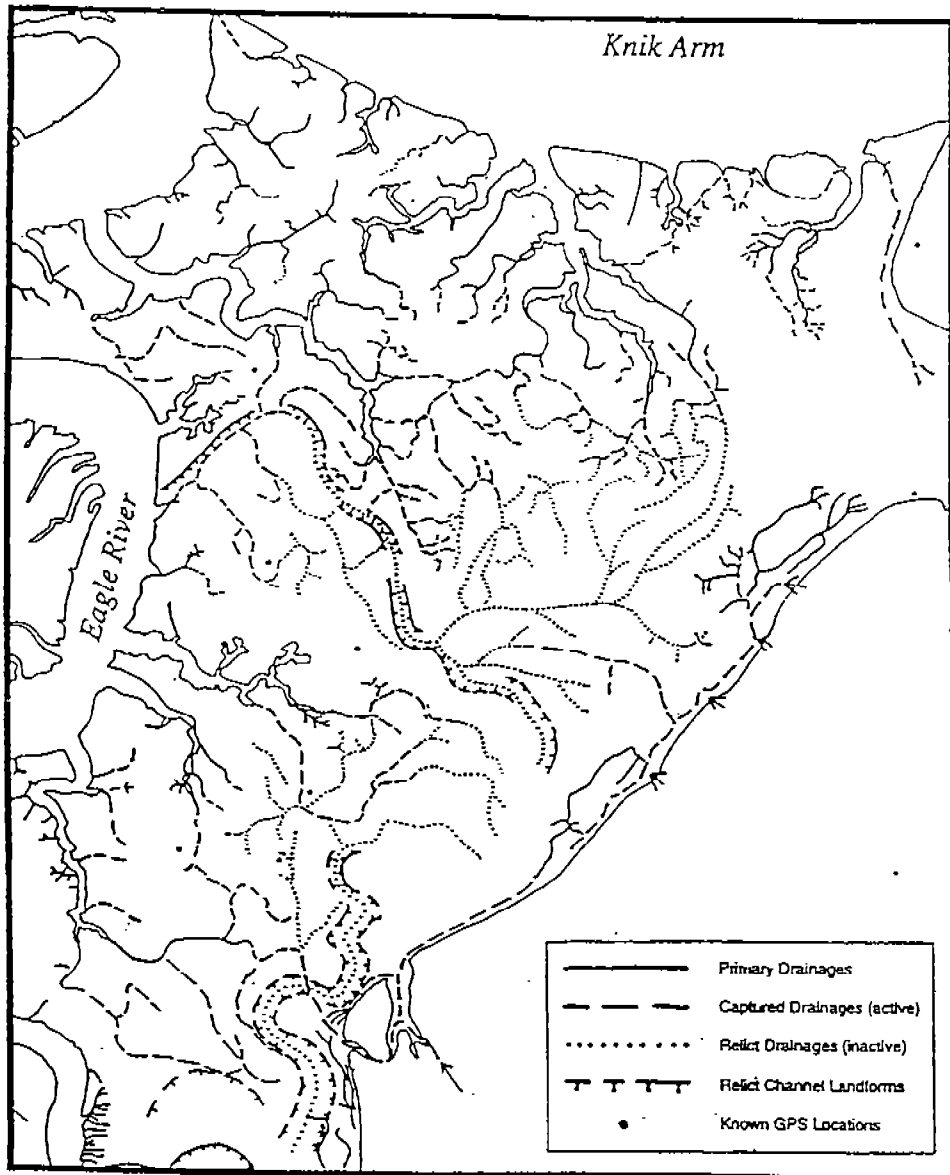 Knik Arm
Eagle River
Primary Drainages
Captured Drainages (active)
Relict Drainages (inactive)
Relict Channel Landforms
Known GPS Locations